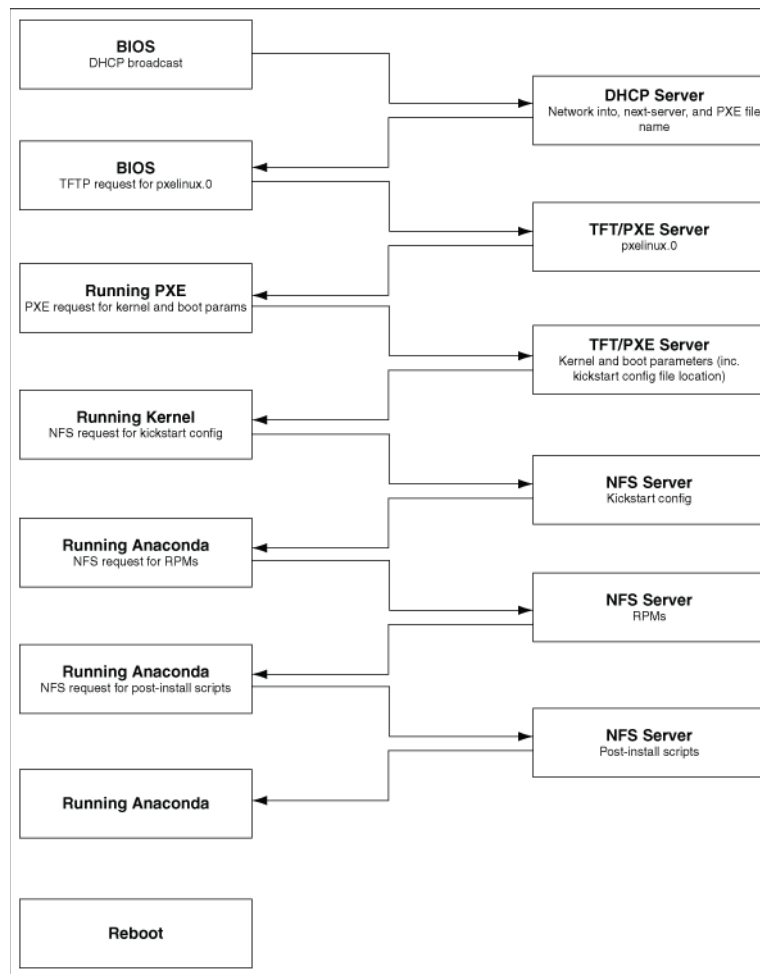 BIOS
DHCP broadcast
DHCP Server
Network into, next-server, and PXE file
name
BIOS
TFTP request for pxelinux.0
TFT/PXE Server
pxelinux.0
Running PXE
PXE request for kernel and boot params
TFT/PXE Server
Kernel and boot parameters (inc.
kickstart config file location)
Running Kernel
NFS request for kickstart config
NFS Server
Kickstart config
Running Anaconda
NFS request for RPMs
NFS Server
RPMs
Running Anaconda
NFS request for post-install scripts
NFS Server
Post-install scripts
Running Anaconda
Reboot